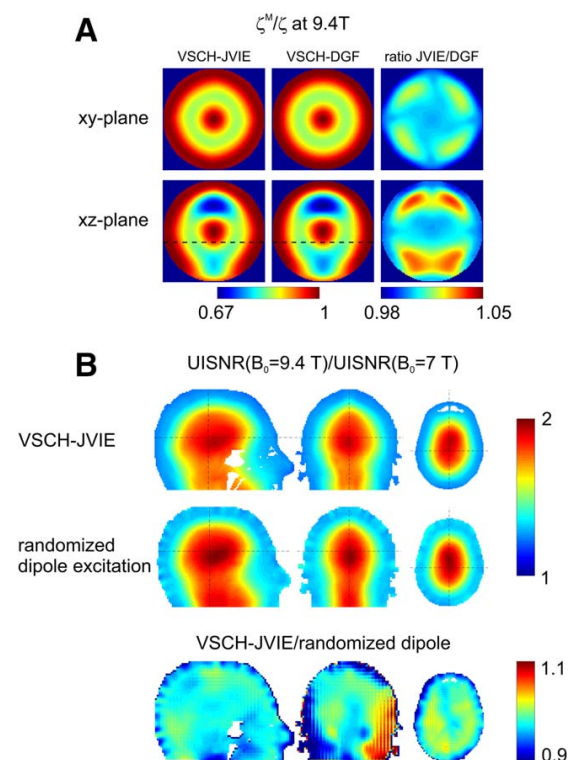 A
ζᴹ/ζ at 9.4T
VSCH-JVIE VSCH-DGF ratio JVIE/DGF
xy-plane
xz-plane
0.67 1 0.98 1.05
B
UISNR(B₀=9.4 T)/UISNR(B₀=7 T)
VSCH-JVIE
2
randomized
dipole excitation
1
VSCH-JVIE/randomized dipole
1.1
0.9